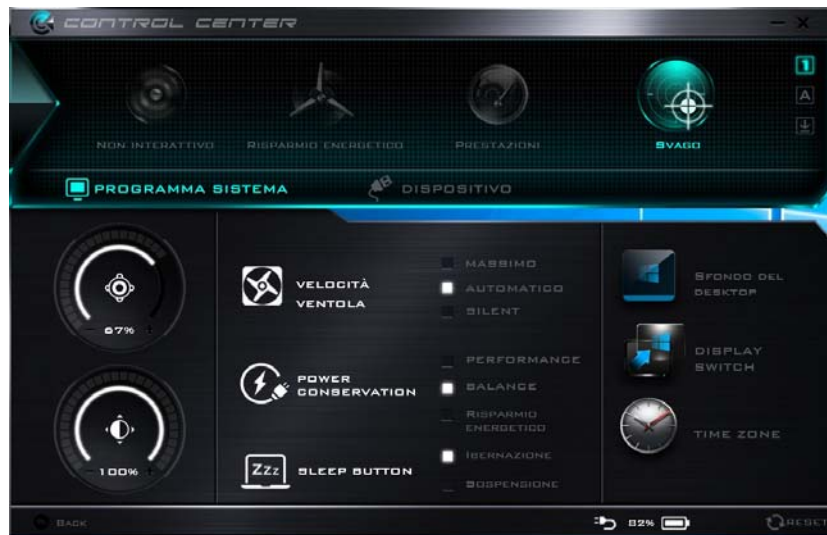 CONTROL CENTER
NON INTERATTIVO
RISPARMIO ENERGETICO
PRESTAZIONI
SVAGO
1
A
PROGRAMMA SISTEMA
DISPOSITIVO
67%
100%
VELOCITÀ
VENTOLA
MASSIMO
AUTOMATICO
SILENT
POWER
CONSERVATION
PERFORMANCE
BALANCE
RISPARMIO
ENERGETICO
ZZZ
SLEEP BUTTON
IBERNAZIONE
SOSPENSIONE
SFONDO DEL
DESKTOP
DISPLAY
SWITCH
TIME ZONE
BACK
82%
RESET